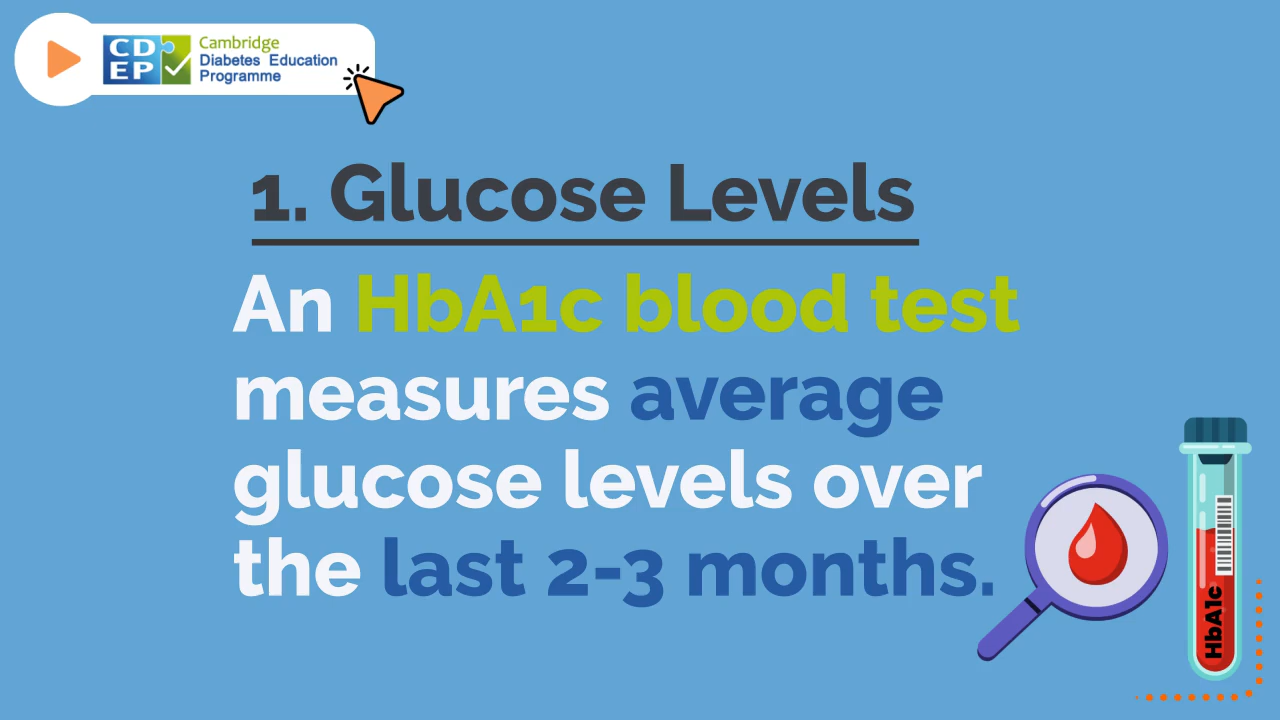 CD
EP
Cambridge
Diabetes Education
Programme
1. Glucose Levels
An HbA1c blood test
measures average
glucose levels over
the last 2-3 months.
HbA1c